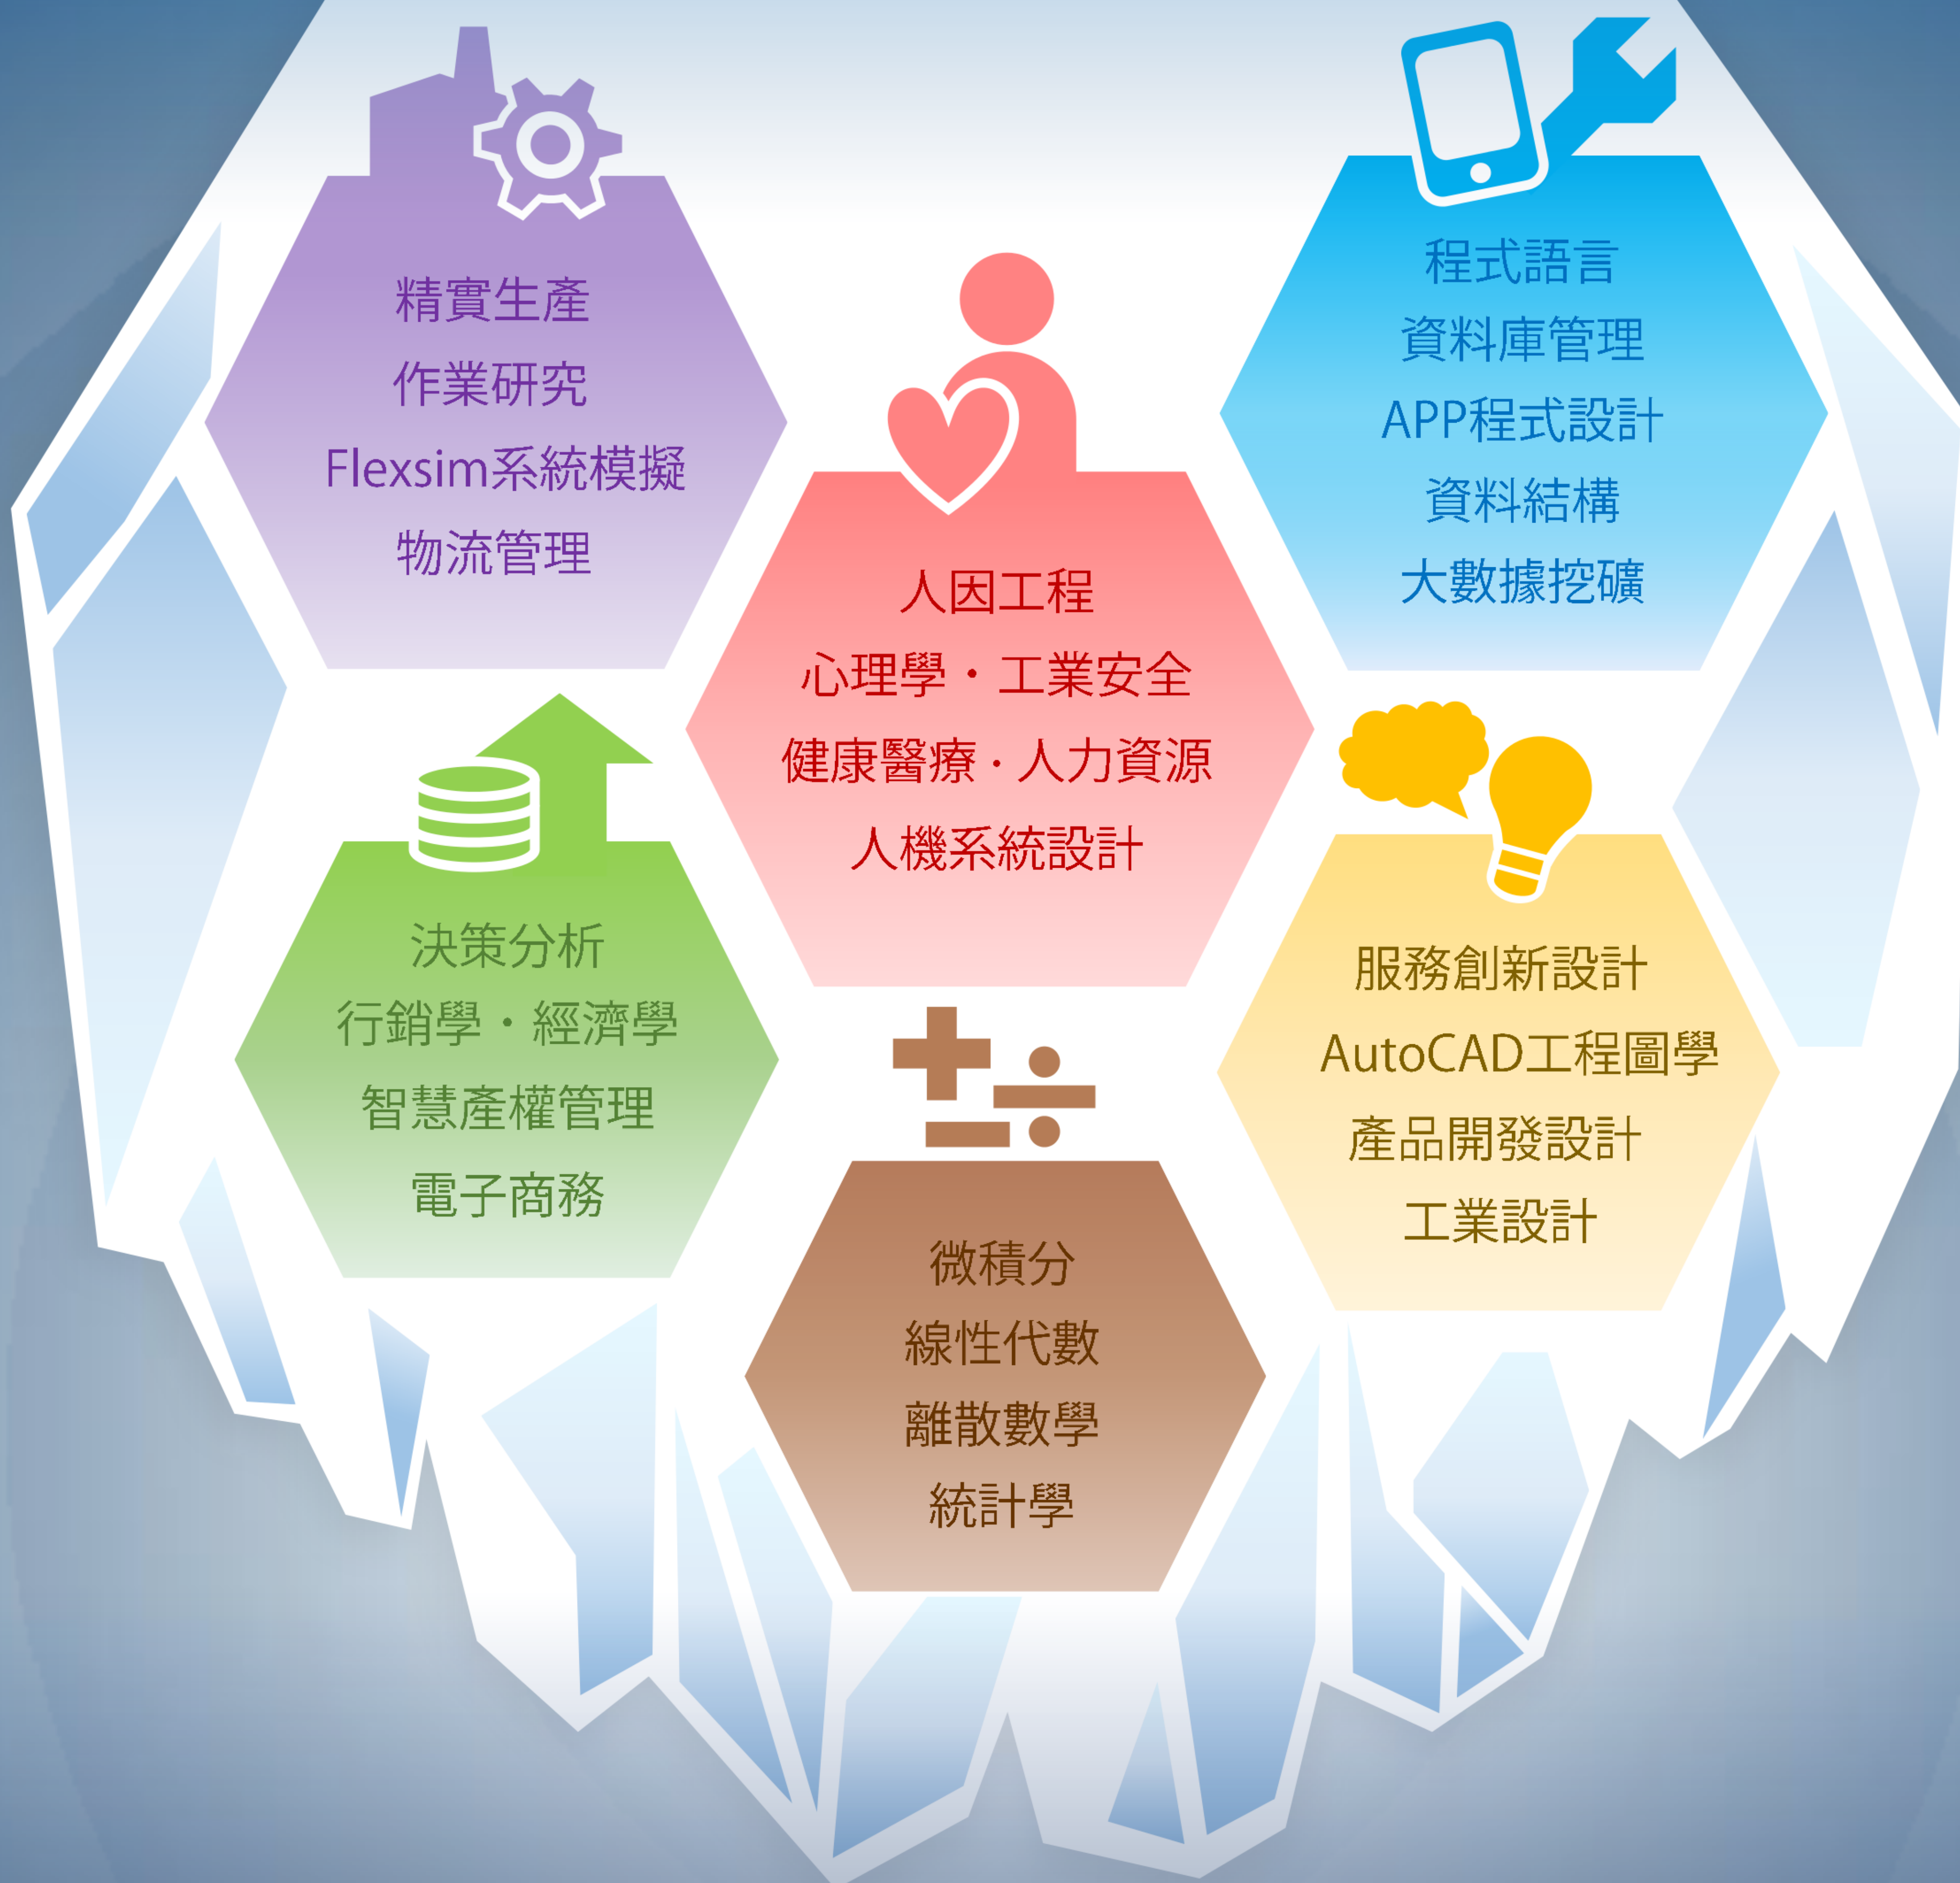 精實生產
作業研究
Flexsim系統模擬
物流管理
程式語言
資料庫管理
APP程式設計
資料結構
大數據挖礦
人因工程
心理學・工業安全
健康醫療・人力資源
人機系統設計
決策分析
行銷學・經濟學
智慧產權管理
電子商務
服務創新設計
AutoCAD工程圖學
產品開發設計
工業設計
微積分
線性代數
離散數學
統計學